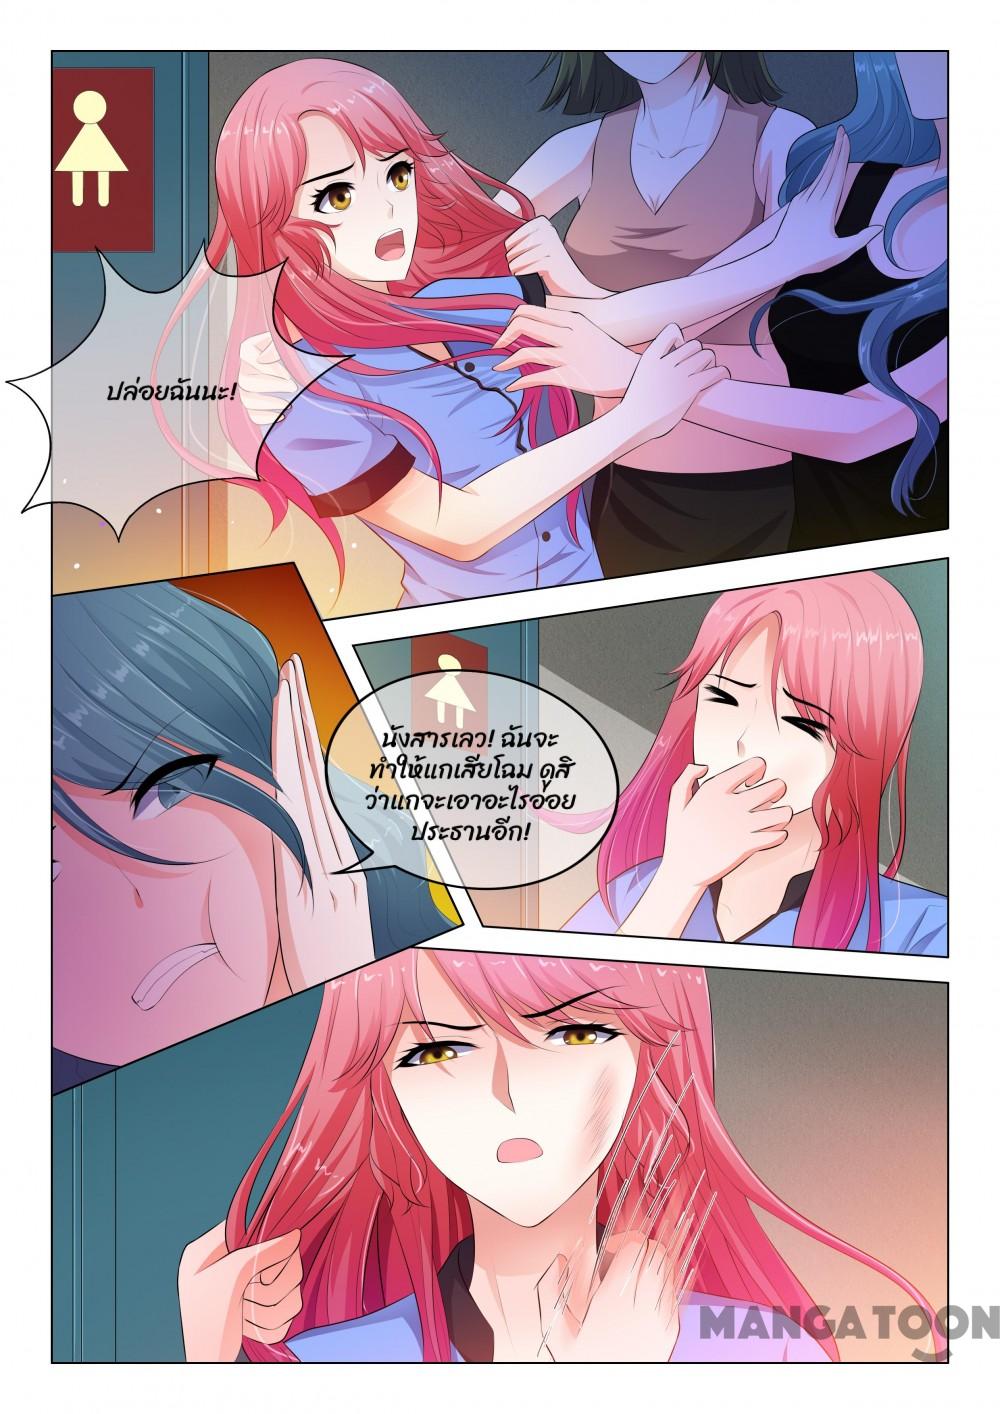 ปล่อยฉันนะ!
นังสารเลว! ฉันจะ
ทำให้แกเสียโฉม ดูสิ
ว่าแกจะเอาอะไรอ่อย
ประธานอีก!
MANGATOON